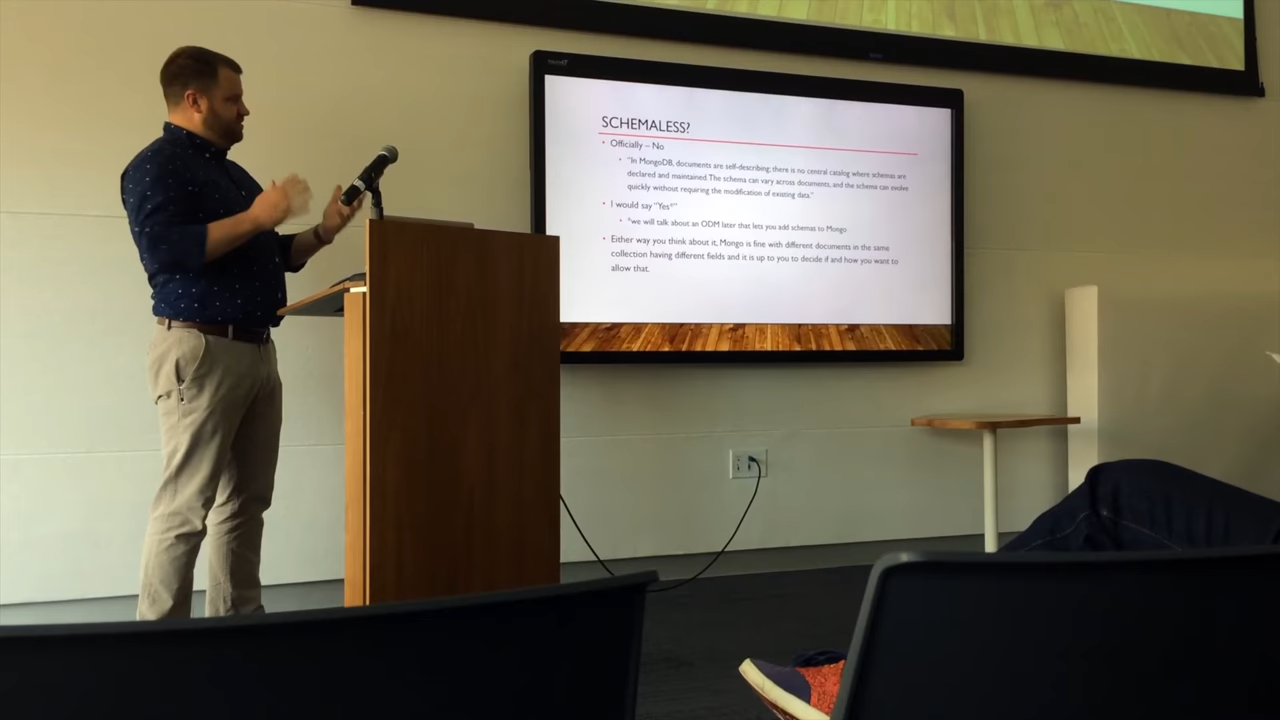 SCHEMALESS?
• Officially – No
• "In MongoDB, documents are self-describing; there is no central catalog where schemas are
declared and maintained. The schema can vary across documents, and the scheme can evolve
quickly without requiring the modification of existing data."
• I would say "Yes*"
• *we will talk about an ODM later that lets you add schemas to Mongo
• Either way you think about it, Mongo is fine with different documents in the same
collection having different fields and it is up to you to decide if and how you want to
allow that.